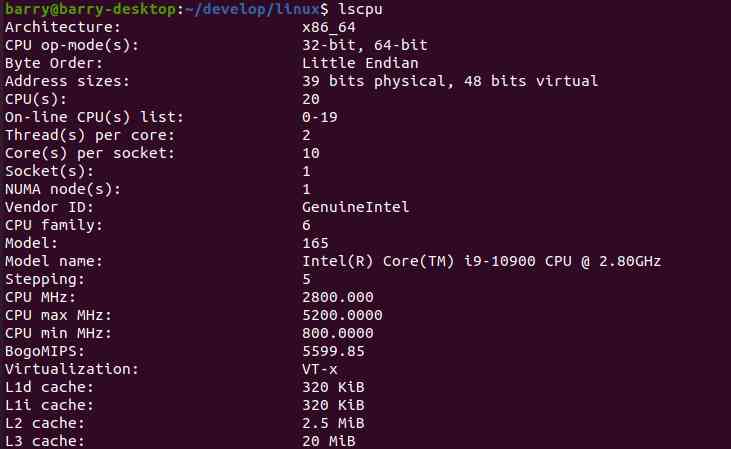 barry@barry-desktop:~/develop/linux$ lscpu
Architecture: x86_64
CPU op-mode(s): 32-bit, 64-bit
Byte Order: Little Endian
Address sizes: 39 bits physical, 48 bits virtual
CPU(s): 20
On-line CPU(s) list: 0-19
Thread(s) per core: 2
Core(s) per socket: 10
Socket(s): 1
NUMA node(s): 1
Vendor ID: GenuineIntel
CPU family: 6
Model: 165
Model name: Intel(R) Core(TM) i9-10900 CPU @ 2.80GHz
Stepping: 5
CPU MHz: 2800.000
CPU max MHz: 5200.0000
CPU min MHz: 800.0000
BogoMIPS: 5599.85
Virtualization: VT-x
L1d cache: 320 KiB
L1i cache: 320 KiB
L2 cache: 2.5 MiB
L3 cache: 20 MiB